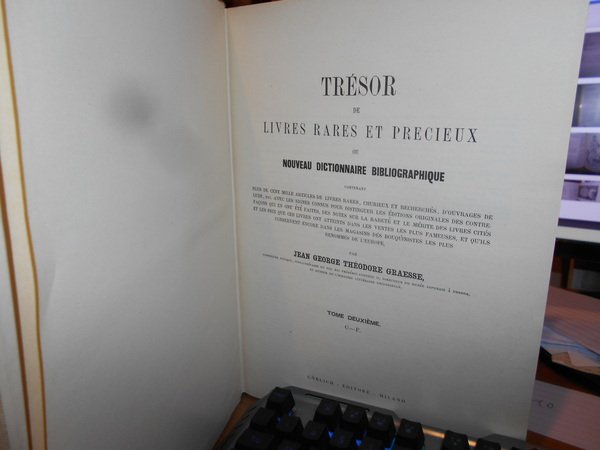 TRÉSOR
DE
LIVRES RARES ET PRECIEUX
OU
NOUVEAU DICTIONNAIRE BIBLIOGRAPHIQUE
CONTENANT
PLUS DE CENT MILLE ARTICLES DE LIVRES RARES, CURIEUX ET RECHERCHÉS, D'OUVRAGES DE
LUXE, ETC. AVEC LES SIGNES CONNUS POUR DISTINGUER LES ÉDITIONS ORIGINALES DES CONTRE-
FAÇONS QUI EN ONT ÉTÉ FAITES, DES NOTES SUR LA RARETÉ ET LE MÉRITE DES LIVRES CITÉS
ET LES PRIX QUE CES LIVRES ONT ATTEINTS DANS LES VENTES LES PLUS FAMEUSES, ET QU'ILS
CONSERVENT ENCORE DANS LES MAGASINS DES BOUQUINISTES LES PLUS
RENOMMÉS DE L'EUROPE,
PAR
JEAN GEORGE THÉODORE GRAESSE,
TOME DEUXIÈME.
C.—F.
GÖRLICH - EDITORE - MILANO